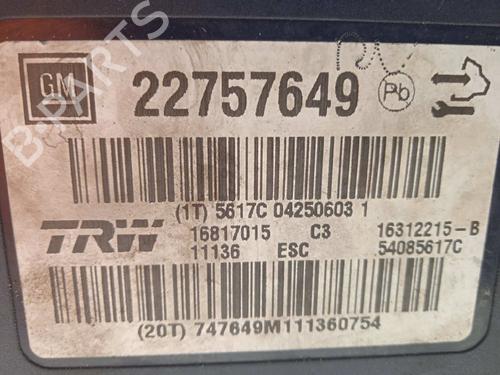 GM 22757649 Pb
(1T) 5617C 04250603 1
TRW 16817015 C3 16312215-B
11136 ESC 54085617C
(20T) 747649M111360754
B-PARTS